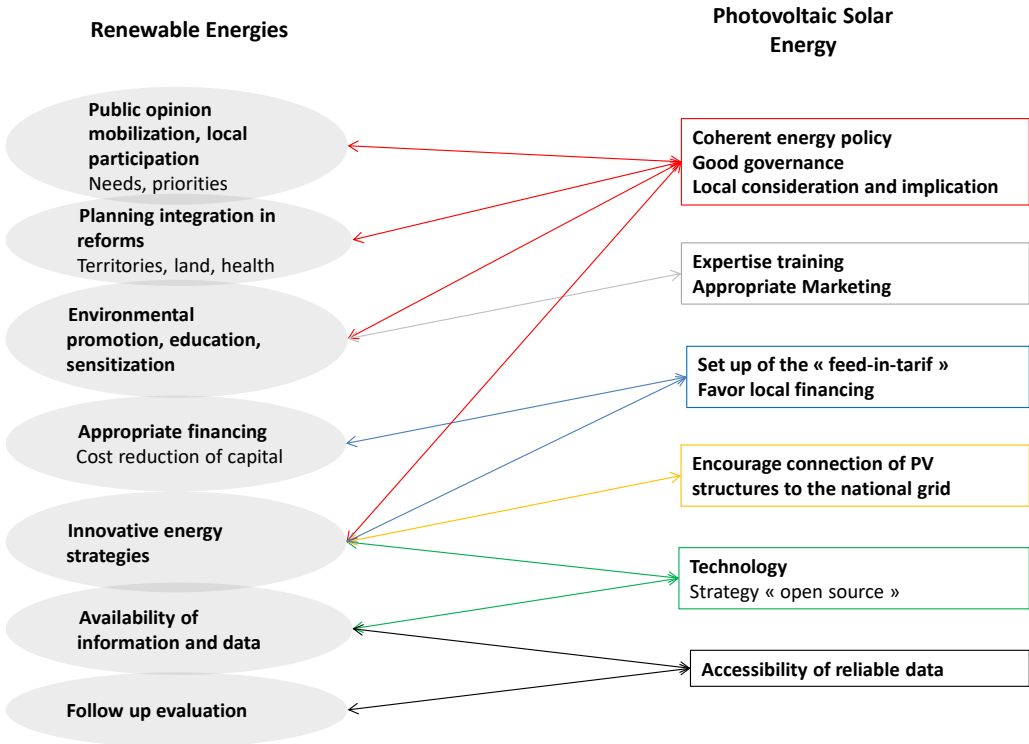 Renewable Energies
Photovoltaic Solar
Energy
Public opinion
mobilization, local
participation
Needs, priorities
Planning integration in
reforms
Territories, land, health
Environmental
promotion, education,
sensitization
Appropriate financing
Cost reduction of capital
Innovative energy
strategies
Availability of
information and data
Follow up evaluation
Coherent energy policy
Good governance
Local consideration and implication
Expertise training
Appropriate Marketing
Set up of the « feed-in-tarif »
Favor local financing
Encourage connection of PV
structures to the national grid
Technology
Strategy « open source »
Accessibility of reliable data